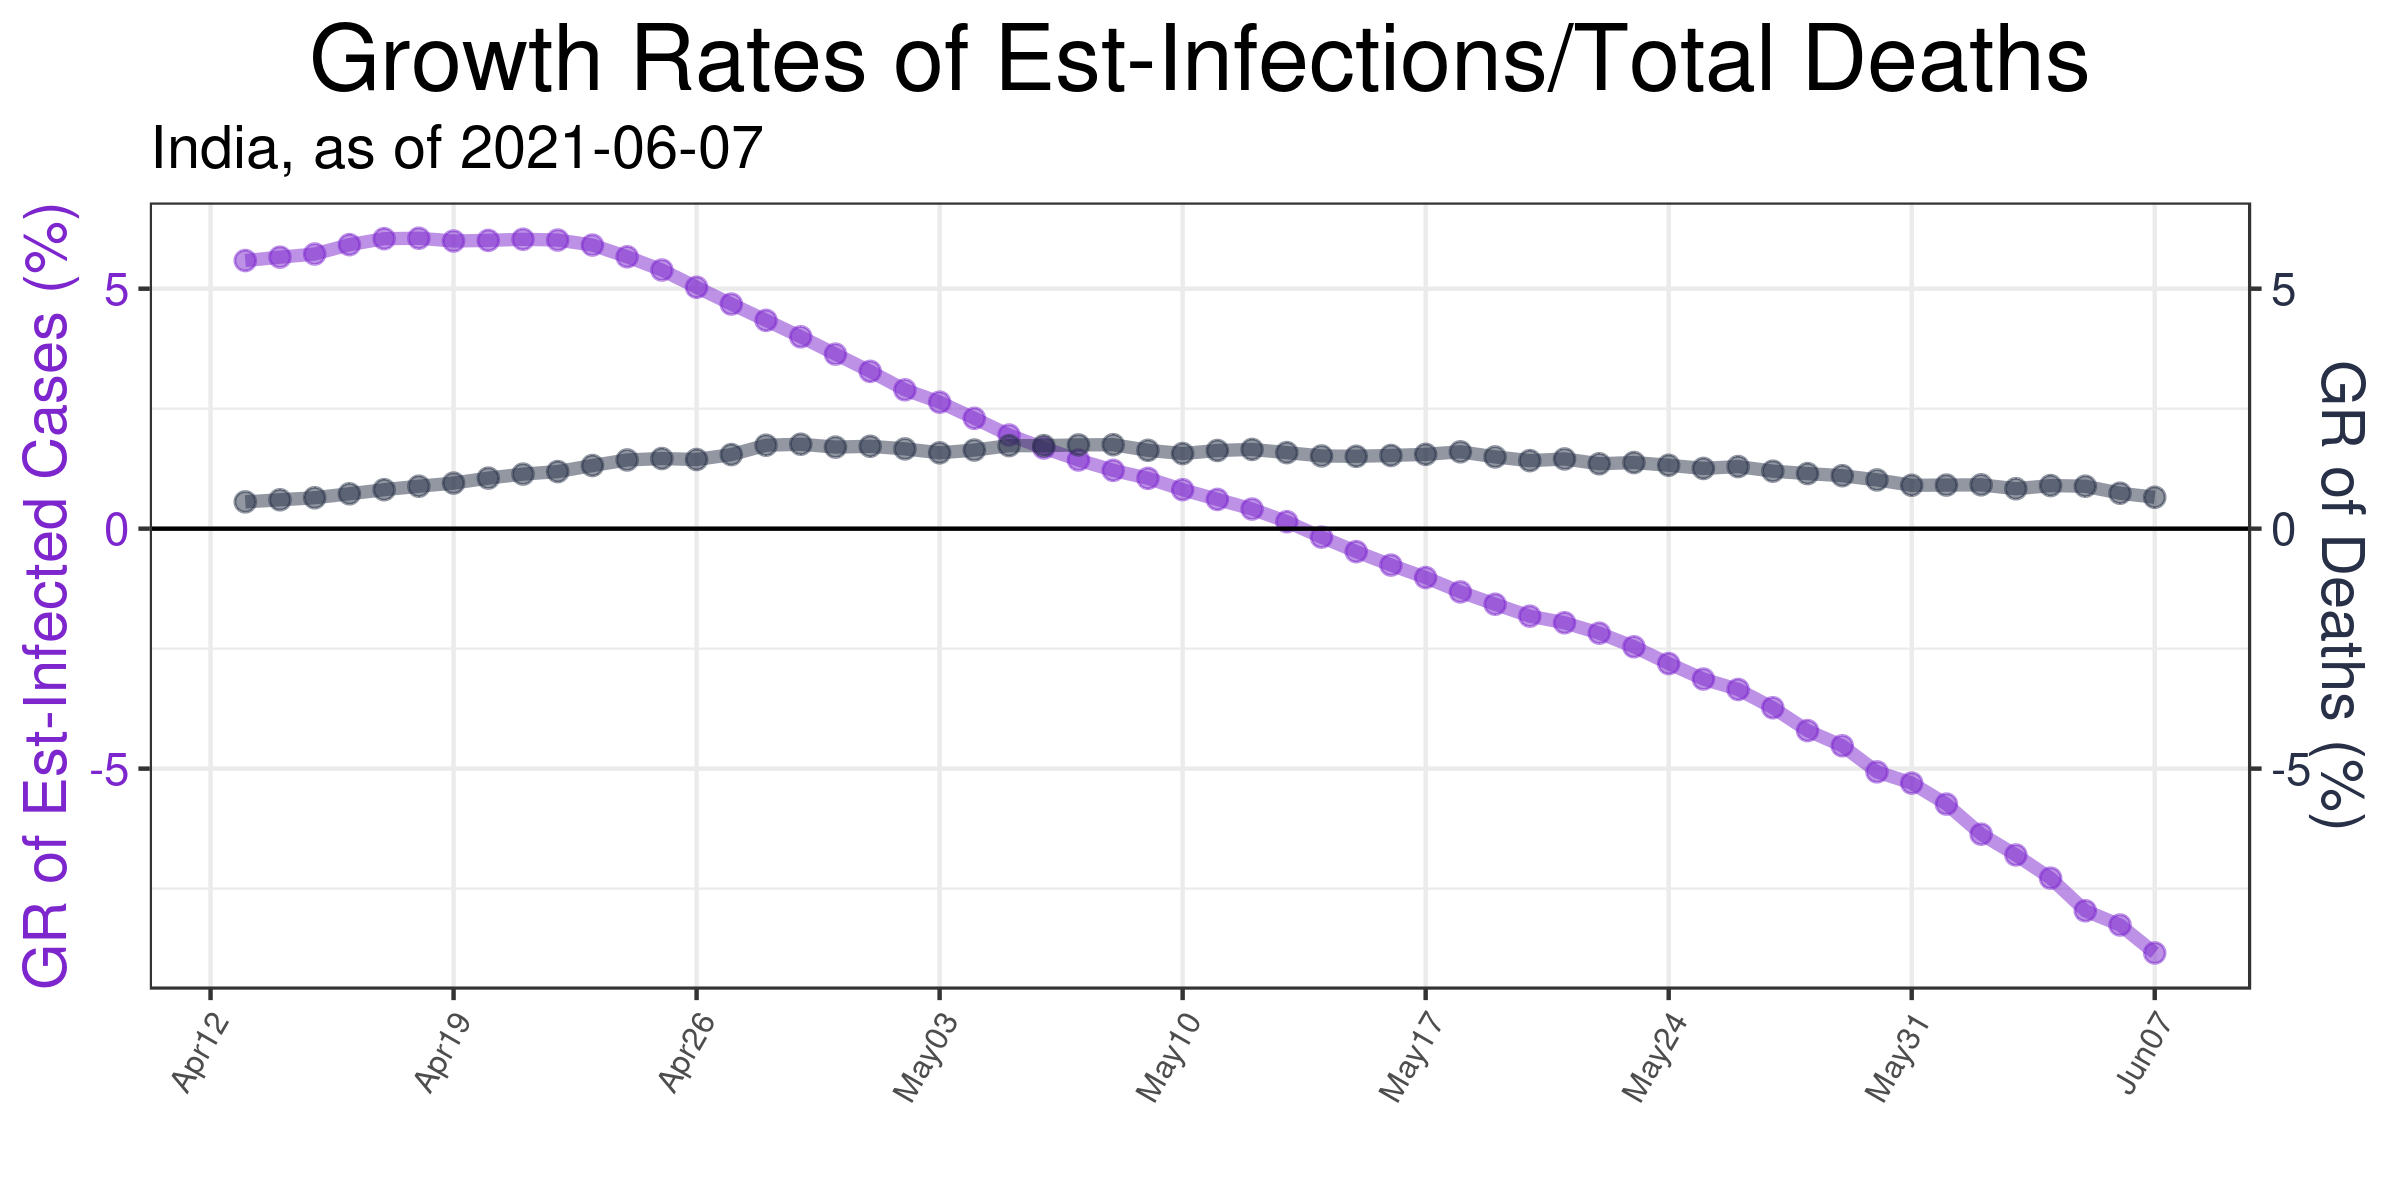 Growth Rates of Est-Infections/Total Deaths
India, as of 2021-06-07
GR of Est-Infected Cases (%)
5
0
-5
5
0
-5
GR of Deaths (%)
Apr12
Apr19
Apr26
May03
May10
May17
May24
May31
Jun07